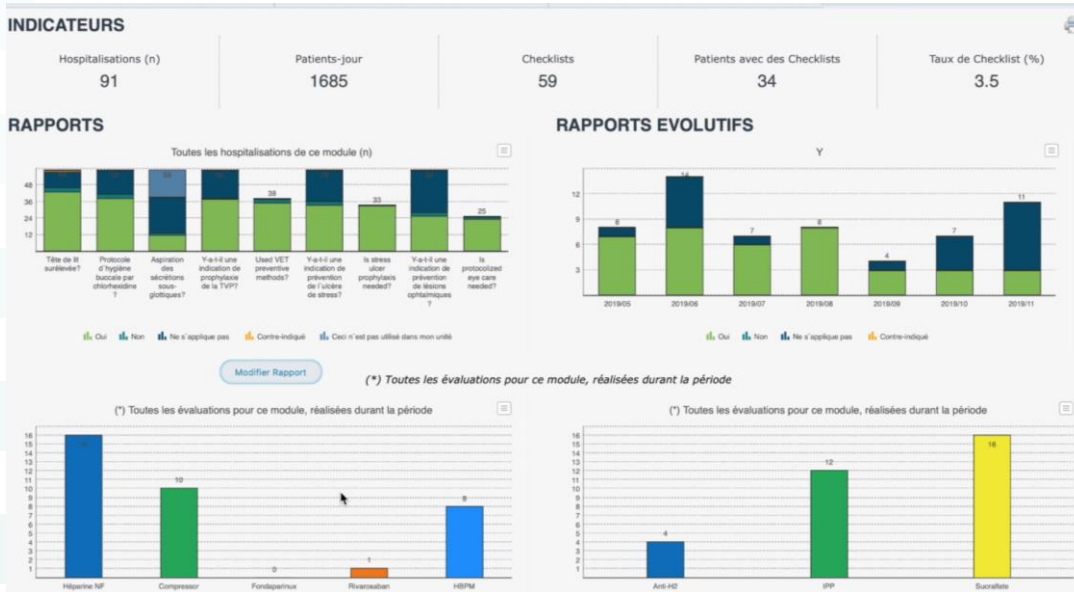 INDICATEURS
Hospitalisations (n)
91
Patients-jour
1685
Checklists
59
Patients avec des Checklists
34
Taux de Checklist (%)
3.5
RAPPORTS
Toutes les hospitalisations de ce module (n)
48
36
24
12
38
33
25
Tête de lit
surélevée?
Protocole
d'hygiène
buccale par
chlorhexidine
?
Aspiration
des
sécrétions
sous-
glottiques?
Y-a-t-il une
indication de
prophylaxie
de la TVP?
Used VET
preventive
methods?
Y-a-t-il une
indication de
prévention
de l'ulcère
de stress?
Is stress
ulcer
prophylaxis
needed?
Y-a-t-il une
indication de
prévention
de lésions
ophtalmiques
?
Is
protocolized
eye care
needed?
Oui Non Ne s'applique pas Contre-indiqué Ceci n'est pas utilisé dans mon unité
RAPPORTS EVOLUTIFS
Y
12
9
6
3
8
14
7
8
4
7
11
2019/05 2019/06 2019/07 2019/08 2019/09 2019/10 2019/11
Oui Non Ne s'applique pas Contre-indiqué
Modifier Rapport
(*) Toutes les évaluations pour ce module, réalisées durant la période
(*) Toutes les évaluations pour ce module, réalisées durant la période
16
15
14
13
12
11
10
9
8
7
6
5
4
3
2
1
10
0
1
8
Héparine NF Compressor Fondaparinux Rivaroxaban HBPM
(*) Toutes les évaluations pour ce module, réalisées durant la période
16
15
14
13
12
11
10
9
8
7
6
5
4
3
2
1
4
12
16
Anti-H2 IPP Sucralfate